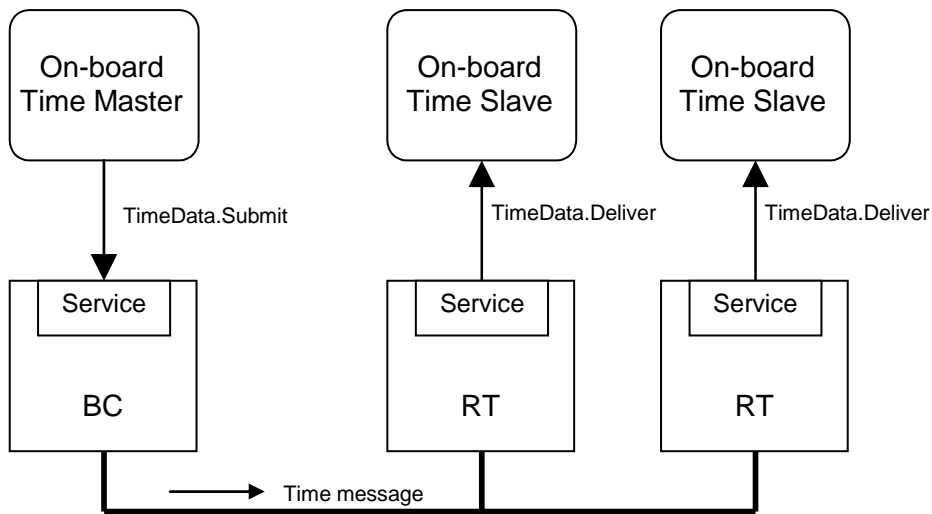 On-board
Time Master
On-board
Time Slave
On-board
Time Slave
TimeData.Submit
TimeData.Deliver
TimeData.Deliver
Service
Service
Service
BC
RT
RT
Time message